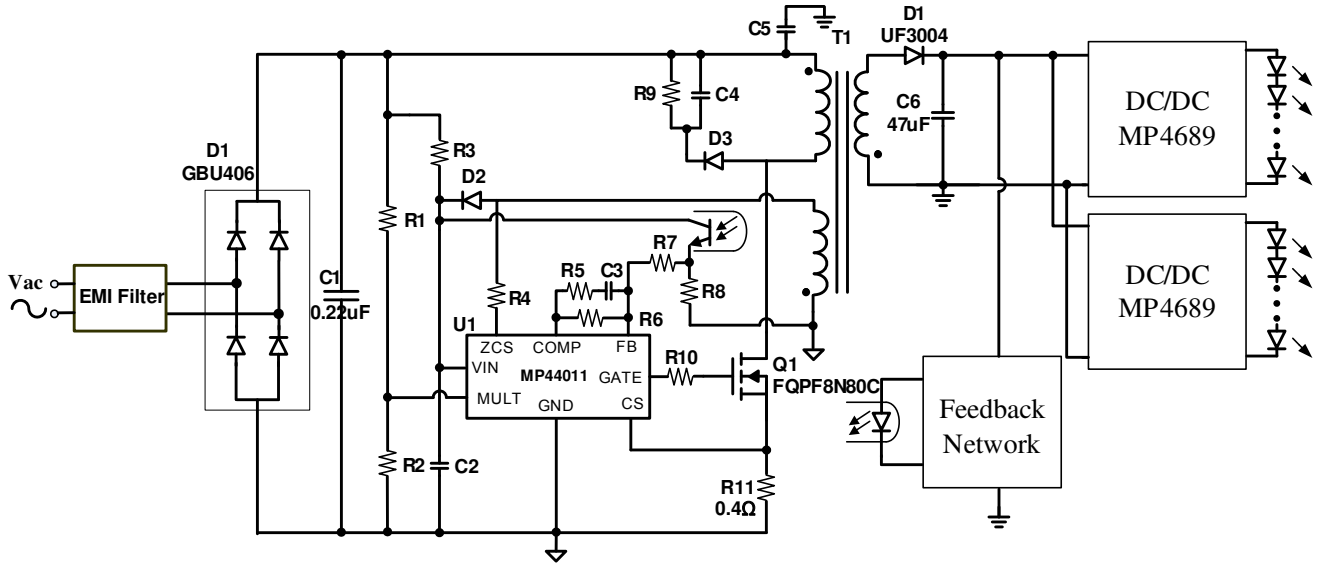 C5
T1
D1
UF3004
R9
C4
C6
47uF
DC/DC
MP4689
D3
R3
D1
GBU406
D2
R1
R7
R5
C3
R8
Vac
EMI Filter
C1
0.22uF
R4
R6
DC/DC
MP4689
U1
ZCS
COMP
FB
VIN
MP44011
GATE
R10
Q1
FQPF8N80C
MULT
GND
CS
Feedback
Network
R2
C2
R11
0.4Ω